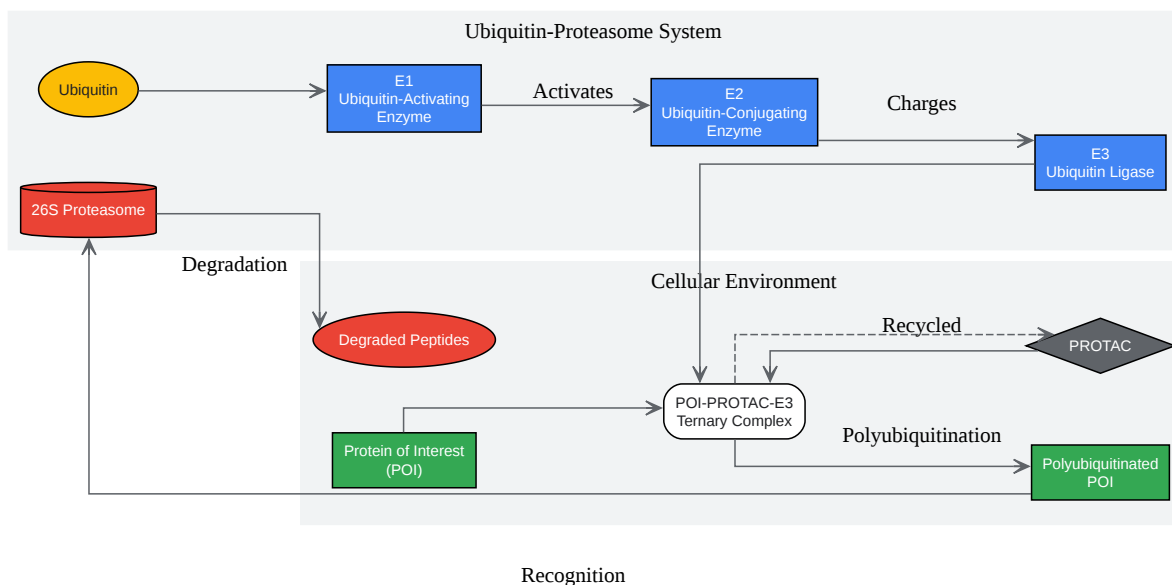 Ubiquitin-Proteasome System
Ubiquitin
E1
Ubiquitin-Activating
Enzyme
Activates
E2
Ubiquitin-Conjugating
Enzyme
Charges
E3
Ubiquitin Ligase
26S Proteasome
Degradation
Cellular Environment
Degraded Peptides
Recycled
PROTAC
POI-PROTAC-E3
Ternary Complex
Protein of Interest
(POI)
Polyubiquitination
Polyubiquitinated
POI
Recognition